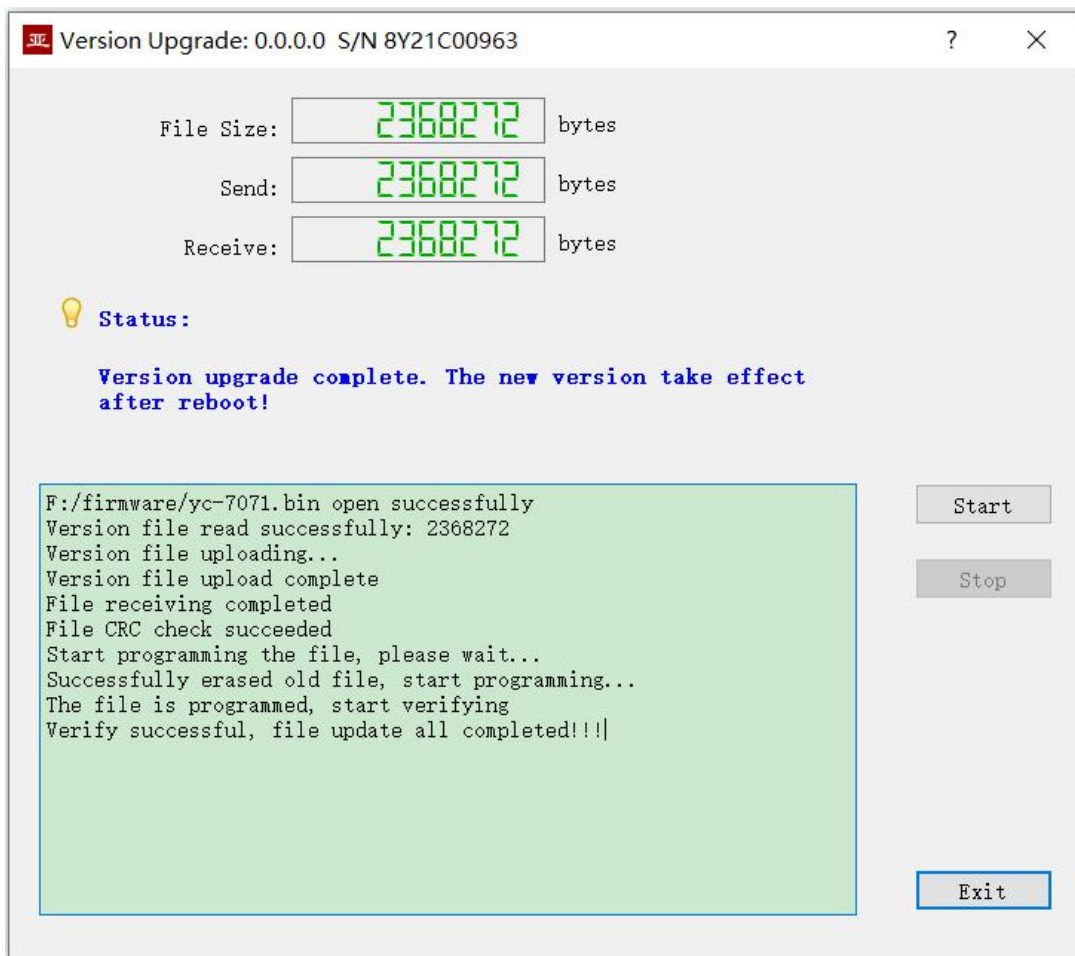 亚 Version Upgrade: 0.0.0.0 S/N 8Y21C00963 ?
File Size: 2368272 bytes
Send: 2368272 bytes
Receive: 2368272 bytes
Status:
Version upgrade complete. The new version take effect
after reboot!
F:/firmware/yc-7071.bin open successfully
Version file read successfully: 2368272
Version file uploading...
Version file upload complete
File receiving completed
File CRC check succeeded
Start programming the file, please wait...
Successfully erased old file, start programming...
The file is programmed, start verifying
Verify successful, file update all completed!!!
Start
Stop
Exit